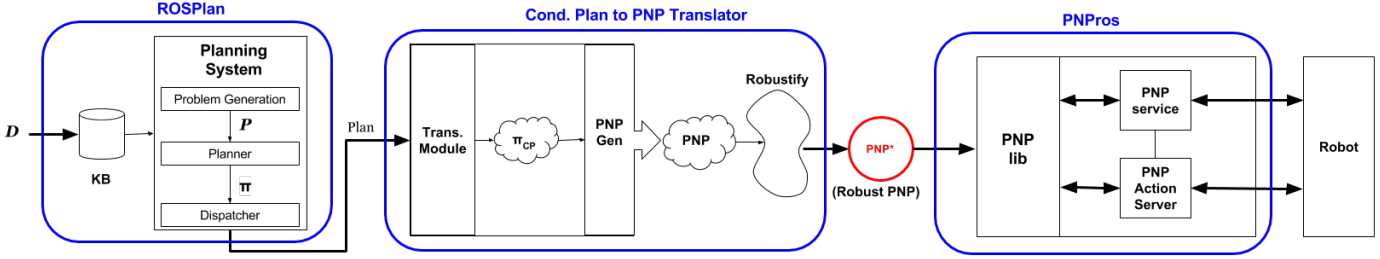 ROSPlan
Cond. Plan to PNP Translator
PNPros
Planning
System
Problem Generation
P
Planner
π
Dispatcher
D
KB
Plan
Trans.
Module
π CP
PNP
Gen
PNP
Robustify
PNP*
(Robust PNP)
PNP
lib
PNP
service
PNP
Action
Server
Robot